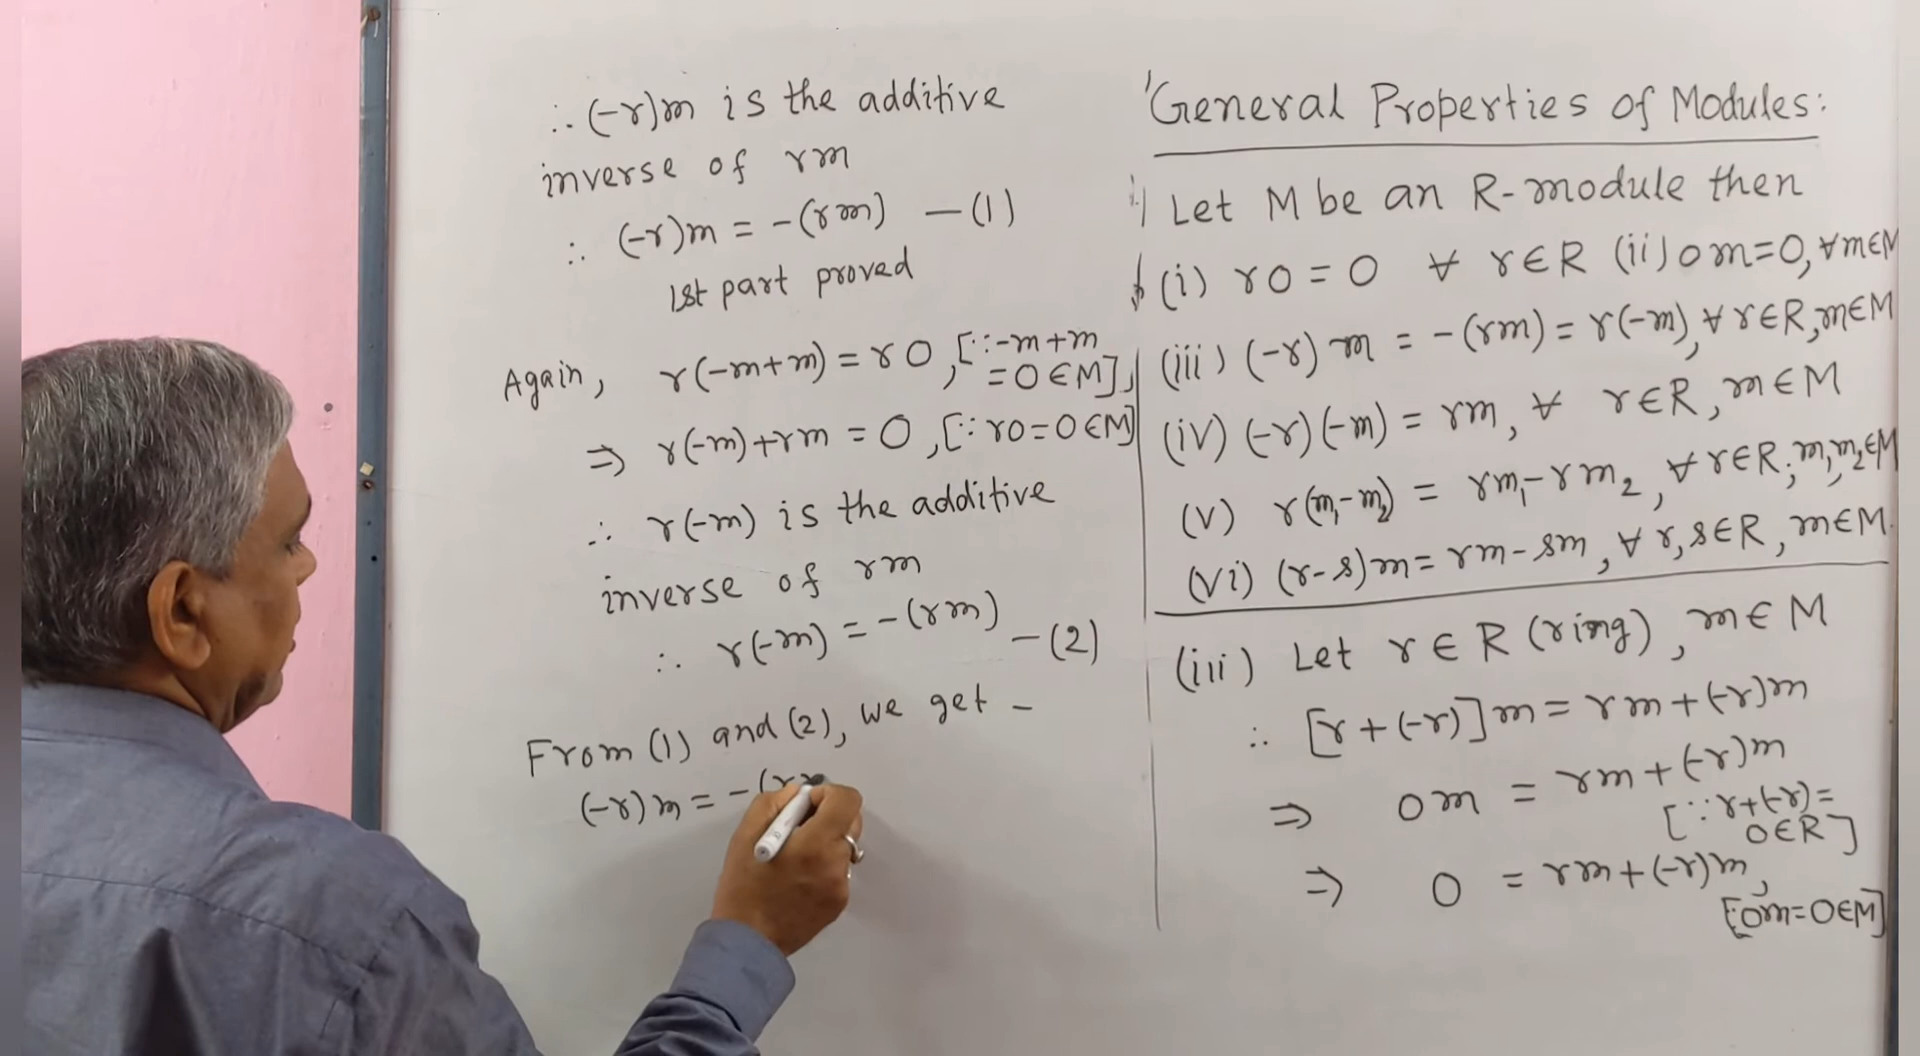 General Properties of Modules:
Let M be an R-module then
(i) r0 = 0 ∀ r∈R (ii) 0m=0, ∀m∈M
(iii) (-r)m = -(rm) = r(-m), ∀ r∈R, m∈M
(iv) (-r)(-m) = rm, ∀ r∈R, m∈M
(v) r(m₁-m₂) = rm₁-rm₂, ∀ r∈R, m₁,m₂∈M
(vi) (r-s)m = rm-sm, ∀ r,s∈R, m∈M.
(iii) Let r∈R (ring), m∈M
∴ [r+(-r)]m = rm+(-r)m
⇒ 0m = rm+(-r)m
[∵ r+(-r)=
0∈R]
⇒ 0 = rm+(-r)m,
[∵0m=0∈M]
∴ (-r)m is the additive
inverse of rm
∴ (-r)m = -(rm) —(1)
1st part proved
Again, r(-m+m) = r0, [∵-m+m
=0∈M]
⇒ r(-m)+rm = 0, [∵ r0=0∈M]
∴ r(-m) is the additive
inverse of rm
∴ r(-m) = -(rm) —(2)
From (1) and (2), we get -
(-r)m = -(r